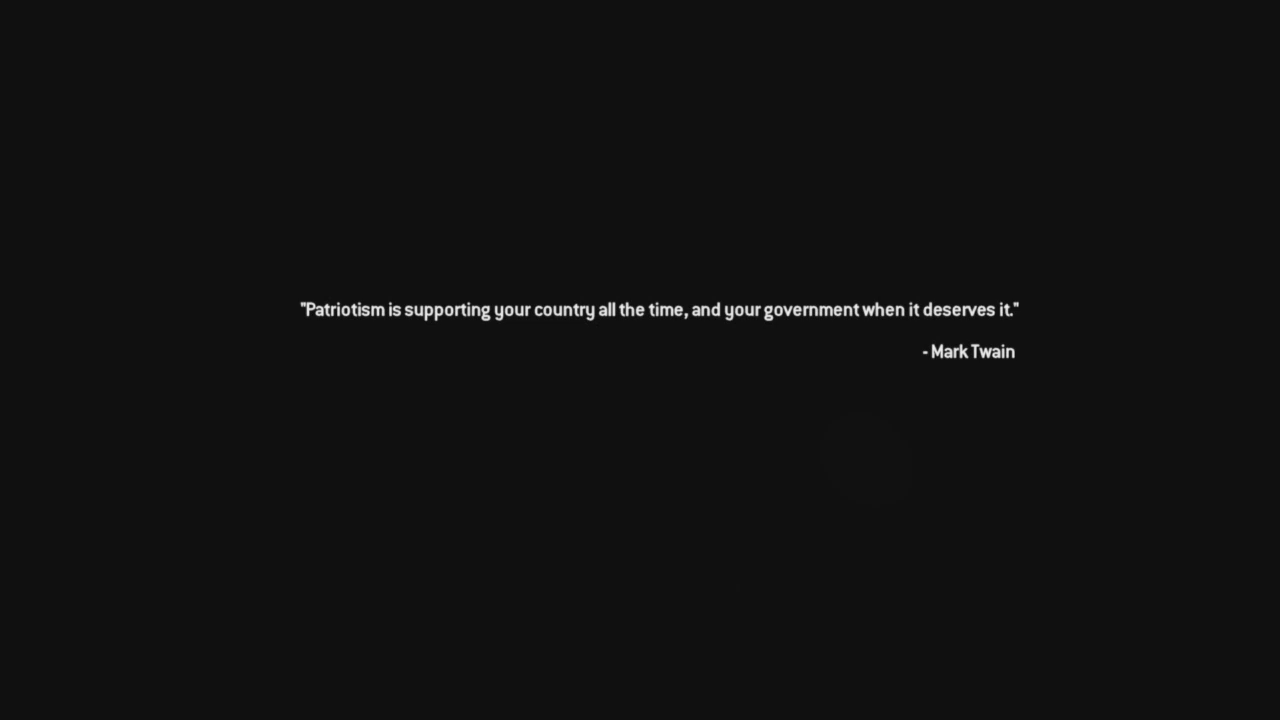 "Patriotism is supporting your country all the time, and your government when it deserves it."
- Mark Twain